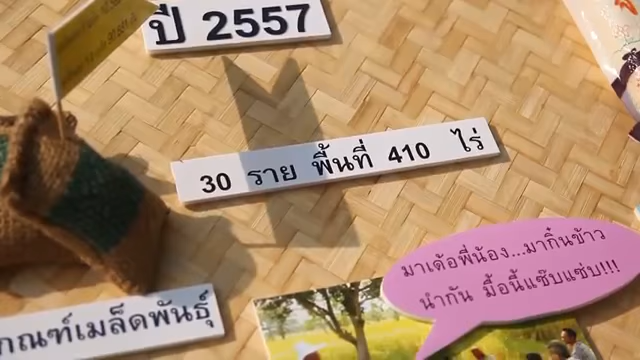 ปี 2557
30 ราย พื้นที่ 410 ไร่
มาเด้อพี่น้อง...มากิ๋นข้าว
นำกัน มื้อนี้แซ๊บแซ่บ!!!
กณฑ์เมล็ดพันธุ์